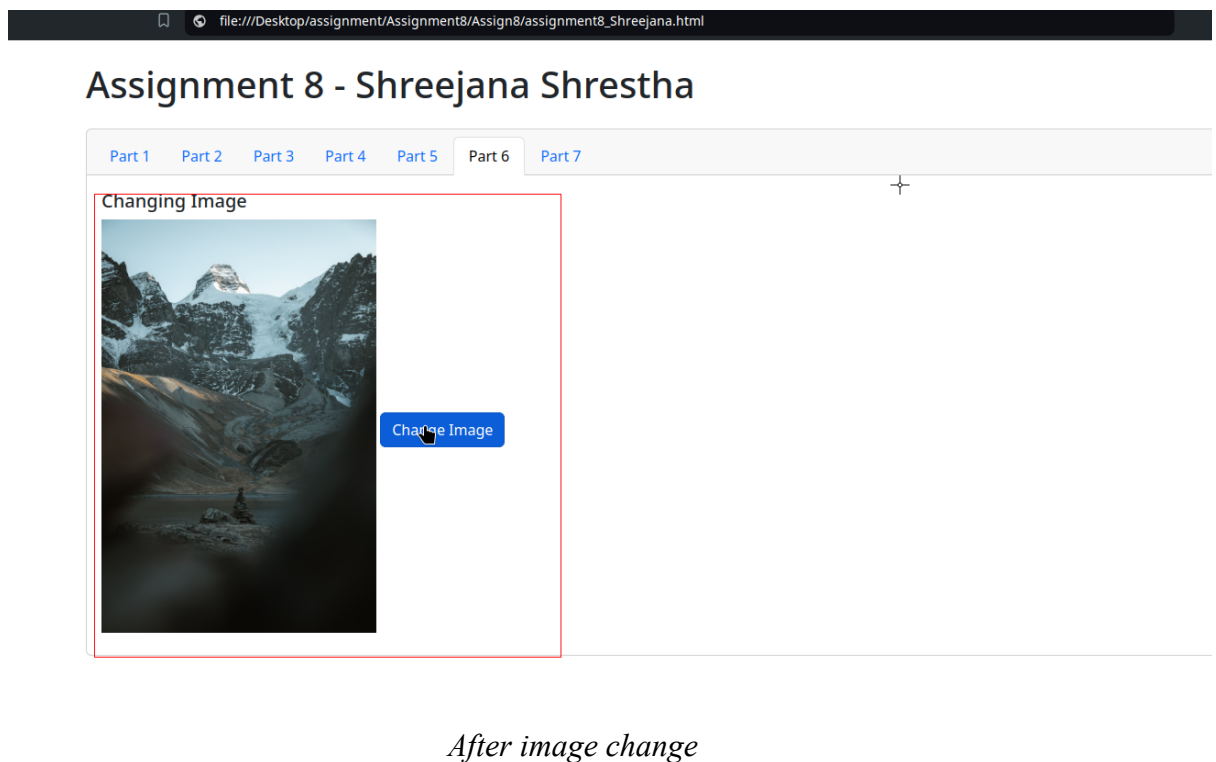 file:///Desktop/assignment/Assignment8/Assign8/assignment8_Shreejana.html
Assignment 8 - Shreejana Shrestha
Part 1 Part 2 Part 3 Part 4 Part 5 Part 6 Part 7
Changing Image
Change Image
After image change